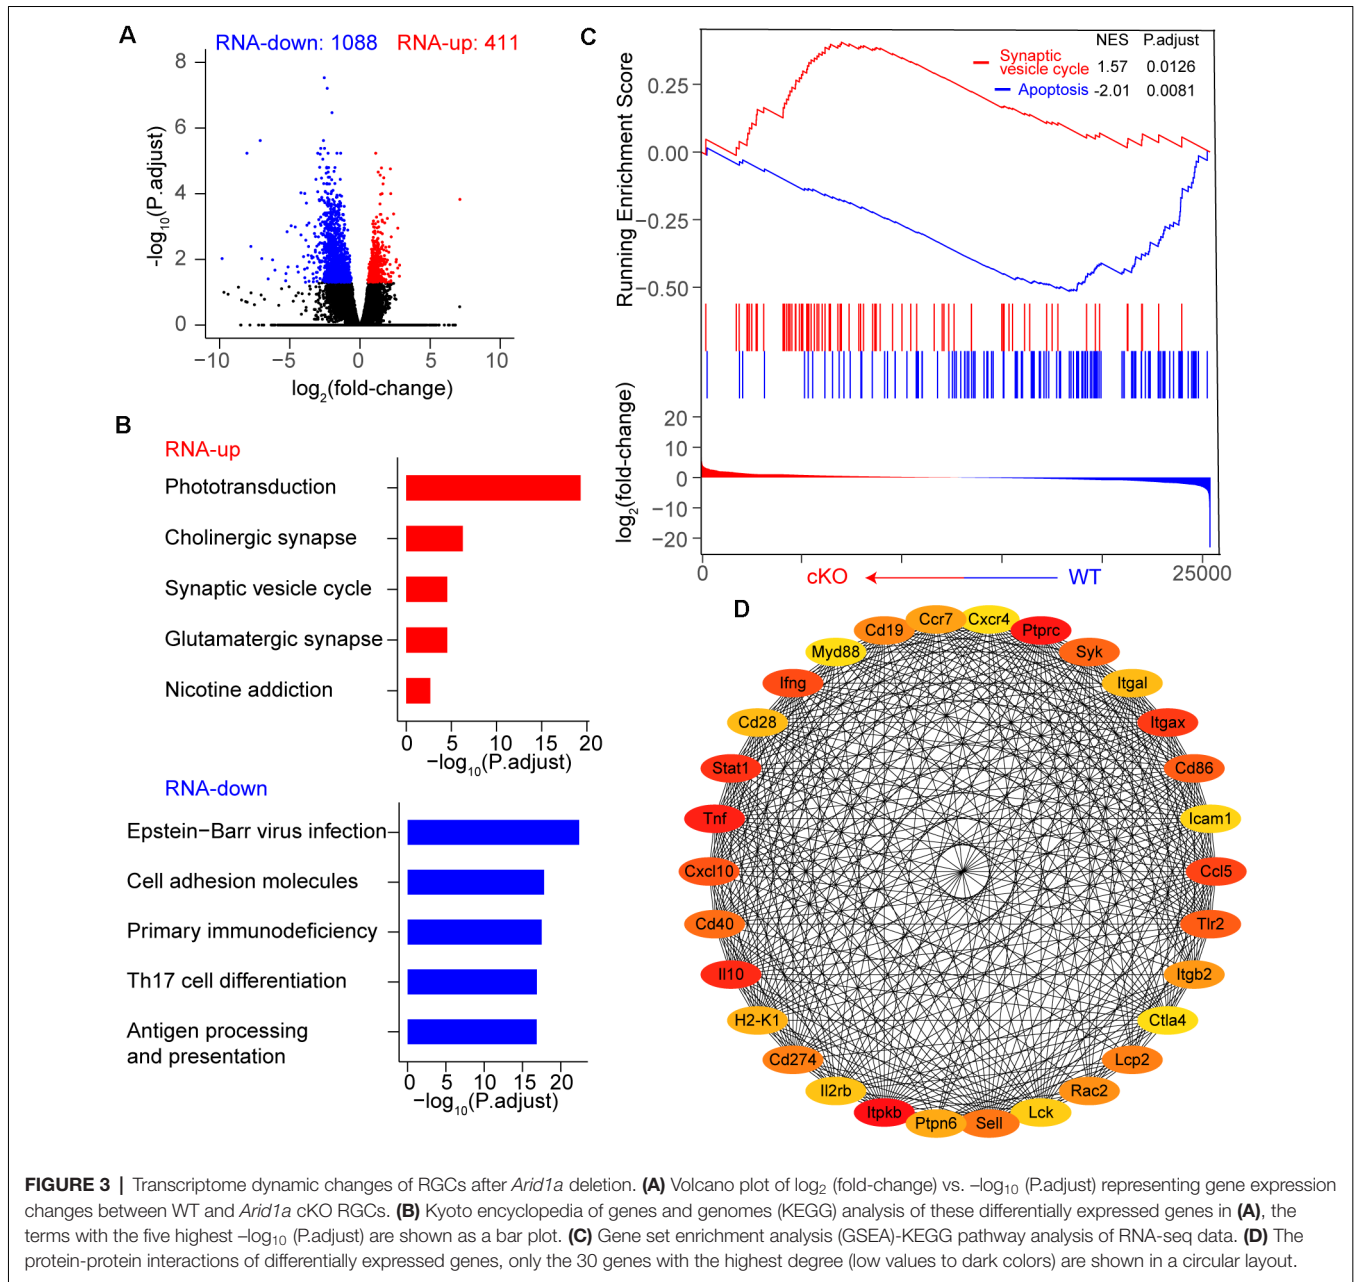 A
RNA-down: 1088 RNA-up: 411
8
6
4
2
0
-log10(P.adjust)
−10 −5 0 5 10
log2(fold-change)
B
RNA-up
Phototransduction
Cholinergic synapse
Synaptic vesicle cycle
Glutamatergic synapse
Nicotine addiction
0 5 10 15 20
−log10(P.adjust)
RNA-down
Epstein−Barr virus infection
Cell adhesion molecules
Primary immunodeficiency
Th17 cell differentiation
Antigen processing
and presentation
0 5 10 15 20
−log10(P.adjust)
C
NES P.adjust
Synaptic
vesicle cycle 1.57 0.0126
Apoptosis -2.01 0.0081
Running Enrichment Score
0.25
0.00
−0.25
−0.50
log2(fold-change)
20
10
0
−10
−20
0 25000
cKO WT
D
Ccr7
Cxcr4
Ptprc
Syk
Itgal
Itgax
Cd86
Icam1
Ccl5
Tlr2
Itgb2
Ctla4
Lcp2
Rac2
Lck
Sell
Ptpn6
Itpkb
Il2rb
Cd274
H2-K1
Il10
Cd40
Cxcl10
Tnf
Stat1
Cd28
Ifng
Myd88
Cd19
FIGURE 3 | Transcriptome dynamic changes of RGCs after Arid1a deletion. (A) Volcano plot of log2 (fold-change) vs. –log10 (P.adjust) representing gene expression
changes between WT and Arid1a cKO RGCs. (B) Kyoto encyclopedia of genes and genomes (KEGG) analysis of these differentially expressed genes in (A), the
terms with the five highest –log10 (P.adjust) are shown as a bar plot. (C) Gene set enrichment analysis (GSEA)-KEGG pathway analysis of RNA-seq data. (D) The
protein-protein interactions of differentially expressed genes, only the 30 genes with the highest degree (low values to dark colors) are shown in a circular layout.